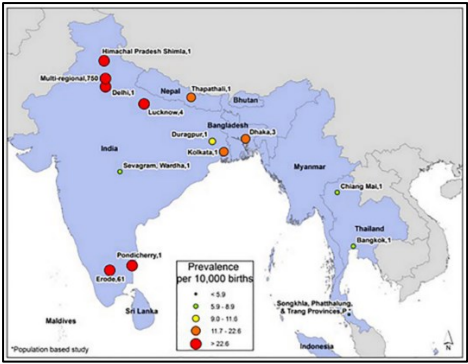 Himachal Pradesh Shimla,1
Multi-regional,750
Delhi,1
Nepal
Thapathali,1
Lucknow,4
Bhutan
Bangladesh
Duragpur,1
Dhaka,3
India
Kolkata,1
Sevagram, Wardha,1
Myanmar
Chiang Mai,1
Thailand
Bangkok,1
Pondicherry,1
Erode,61
Sri Lanka
Maldives
Songkhla, Phatthalung,
& Trang Provinces,P
Indonesia
Prevalence
per 10,000 births
< 5.9
5.9 - 8.9
9.0 - 11.6
11.7 - 22.6
> 22.6
*Population based study
N